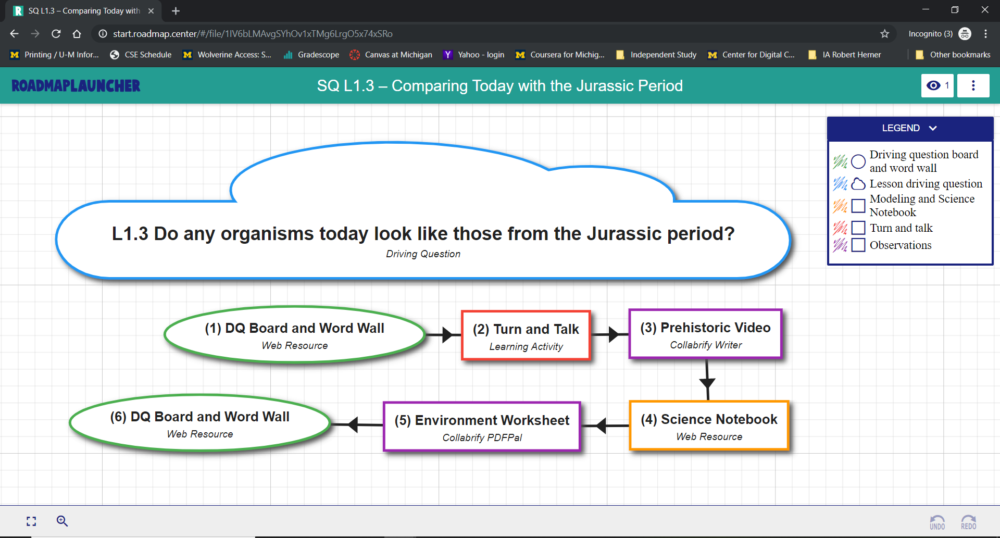 SQ L1.3 – Comparing Today with
start.roadmap.center/#/file/1IV6bLMAvgSYhOv1xTMg6LrgO5x74xSRo
Incognito (3)
Printing / U-M Infor...
CSE Schedule
Wolverine Access: S...
Gradescope
Canvas at Michigan
Yahoo - login
Coursera for Michig...
Independent Study
Center for Digital C...
IA Robert Herner
Other bookmarks
ROADMAPLAUNCHER
SQ L1.3 – Comparing Today with the Jurassic Period
1
LEGEND
Driving question board
and word wall
Lesson driving question
Modeling and Science
Notebook
Turn and talk
Observations
L1.3 Do any organisms today look like those from the Jurassic period?
Driving Question
(1) DQ Board and Word Wall
Web Resource
(2) Turn and Talk
Learning Activity
(3) Prehistoric Video
Collabrify Writer
(4) Science Notebook
Web Resource
(5) Environment Worksheet
Collabrify PDFPal
(6) DQ Board and Word Wall
Web Resource
UNDO
REDO